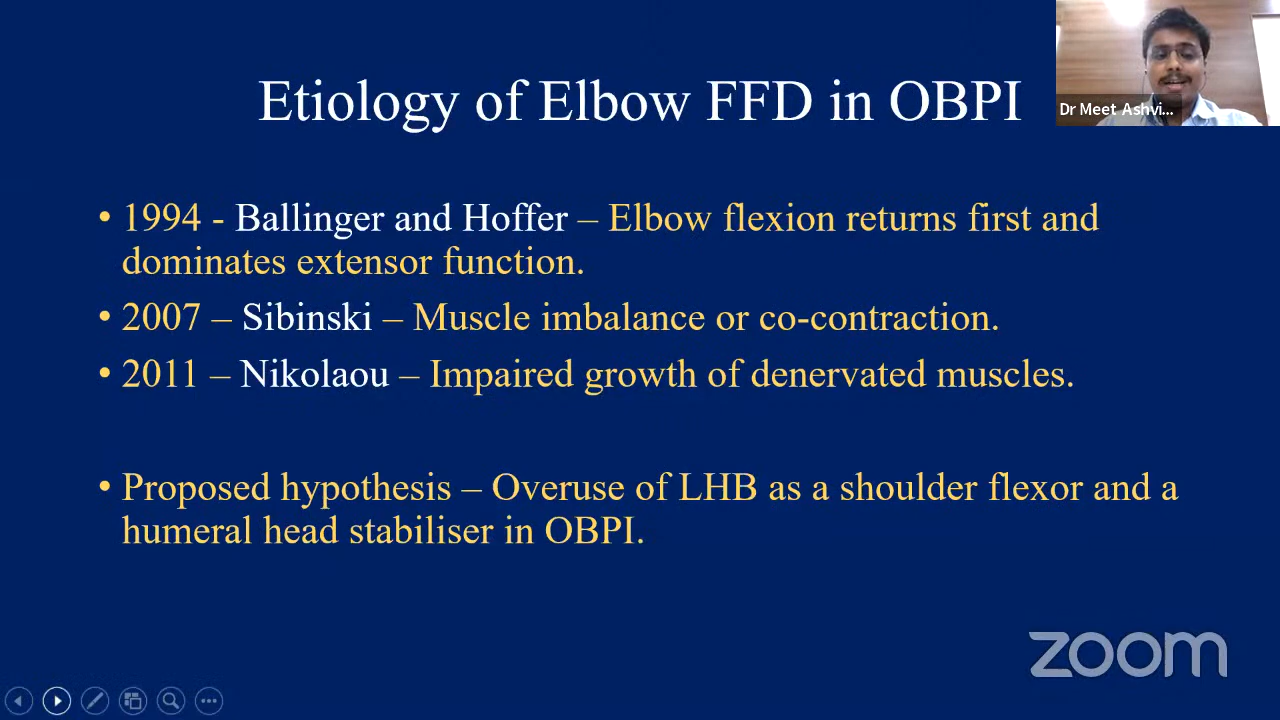 Etiology of Elbow FFD in OBPI
Dr Meet Ashvi...
• 1994 - Ballinger and Hoffer – Elbow flexion returns first and
dominates extensor function.
• 2007 – Sibinski – Muscle imbalance or co-contraction.
• 2011 – Nikolaou – Impaired growth of denervated muscles.
• Proposed hypothesis – Overuse of LHB as a shoulder flexor and a
humeral head stabiliser in OBPI.
zoom